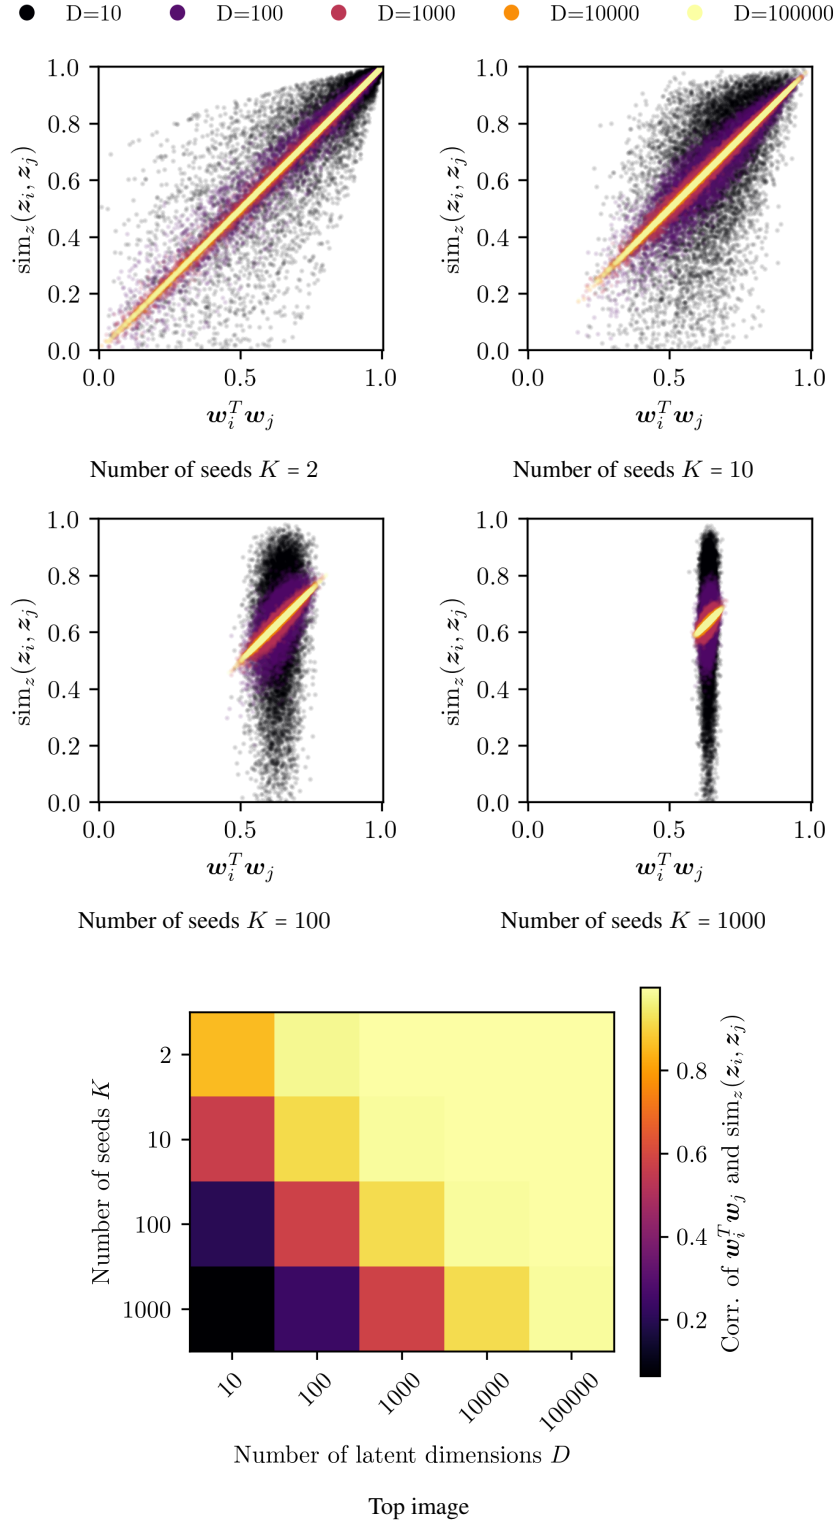 D=10 D=100 D=1000 D=10000 D=100000
1.0
0.8
0.6
0.4
0.2
0.0
0.0 0.5 1.0
sim_z(z_i, z_j)
w_i^T w_j
Number of seeds K = 2
1.0
0.8
0.6
0.4
0.2
0.0
0.0 0.5 1.0
sim_z(z_i, z_j)
w_i^T w_j
Number of seeds K = 10
1.0
0.8
0.6
0.4
0.2
0.0
0.0 0.5 1.0
sim_z(z_i, z_j)
w_i^T w_j
Number of seeds K = 100
1.0
0.8
0.6
0.4
0.2
0.0
0.0 0.5 1.0
sim_z(z_i, z_j)
w_i^T w_j
Number of seeds K = 1000
Number of seeds K
2
10
100
1000
10 100 1000 10000 100000
Number of latent dimensions D
0.8
0.6
0.4
0.2
Corr. of w_i^T w_j and sim_z(z_i, z_j)
Top image